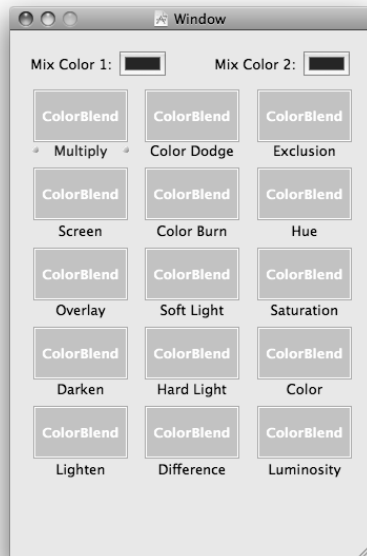 Window
Mix Color 1: Mix Color 2:
ColorBlend ColorBlend ColorBlend
Multiply Color Dodge Exclusion
ColorBlend ColorBlend ColorBlend
Screen Color Burn Hue
ColorBlend ColorBlend ColorBlend
Overlay Soft Light Saturation
ColorBlend ColorBlend ColorBlend
Darken Hard Light Color
ColorBlend ColorBlend ColorBlend
Lighten Difference Luminosity